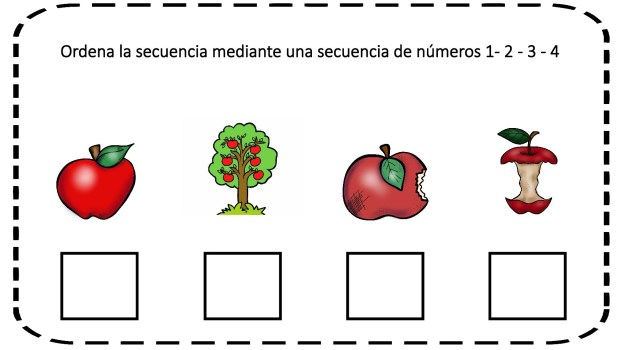 Ordena la secuencia mediante una secuencia de números 1- 2 - 3 - 4